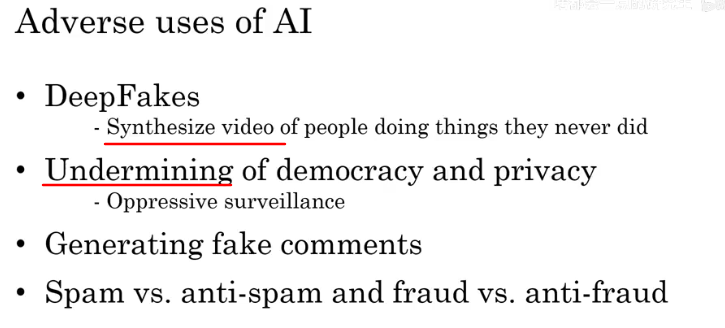 Adverse uses of AI
• DeepFakes
- Synthesize video of people doing things they never did
• Undermining of democracy and privacy
- Oppressive surveillance
• Generating fake comments
• Spam vs. anti-spam and fraud vs. anti-fraud